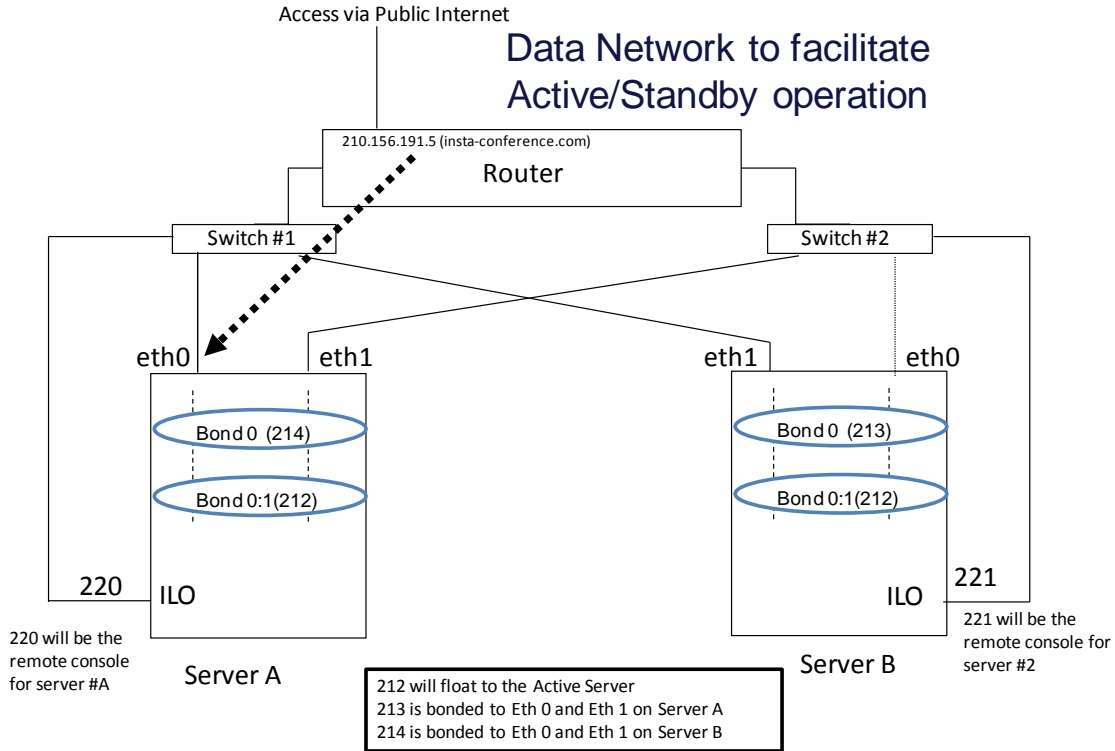 Access via Public Internet
Data Network to facilitate
Active/Standby operation
210.156.191.5 (insta-conference.com)
Router
Switch #1
Switch #2
eth0
eth1
eth1
eth0
Bond 0 (214)
Bond 0 (213)
Bond 0:1(212)
Bond 0:1(212)
220
ILO
ILO
221
220 will be the
remote console
for server #A
221 will be the
remote console for
server #2
Server A
Server B
212 will float to the Active Server
213 is bonded to Eth 0 and Eth 1 on Server A
214 is bonded to Eth 0 and Eth 1 on Server B